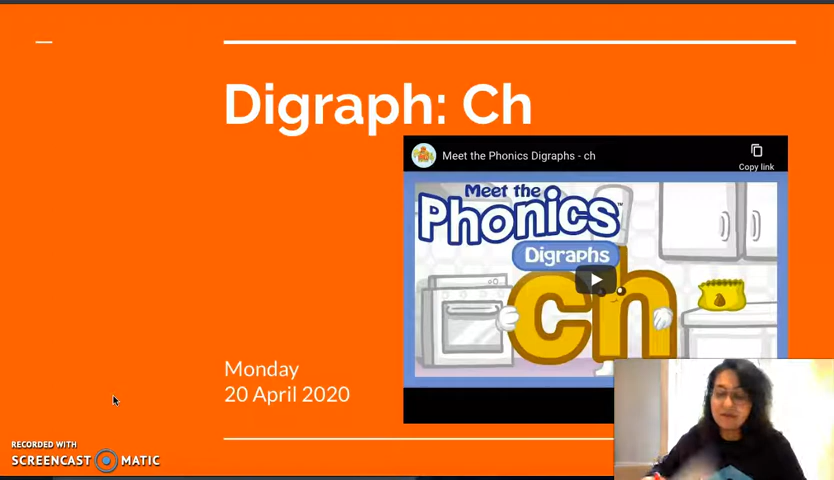 Digraph: Ch
Meet the Phonics Digraphs - ch
Copy link
Meet the
Phonics™
Digraphs
ch
Monday
20 April 2020
RECORDED WITH
SCREENCAST MATIC